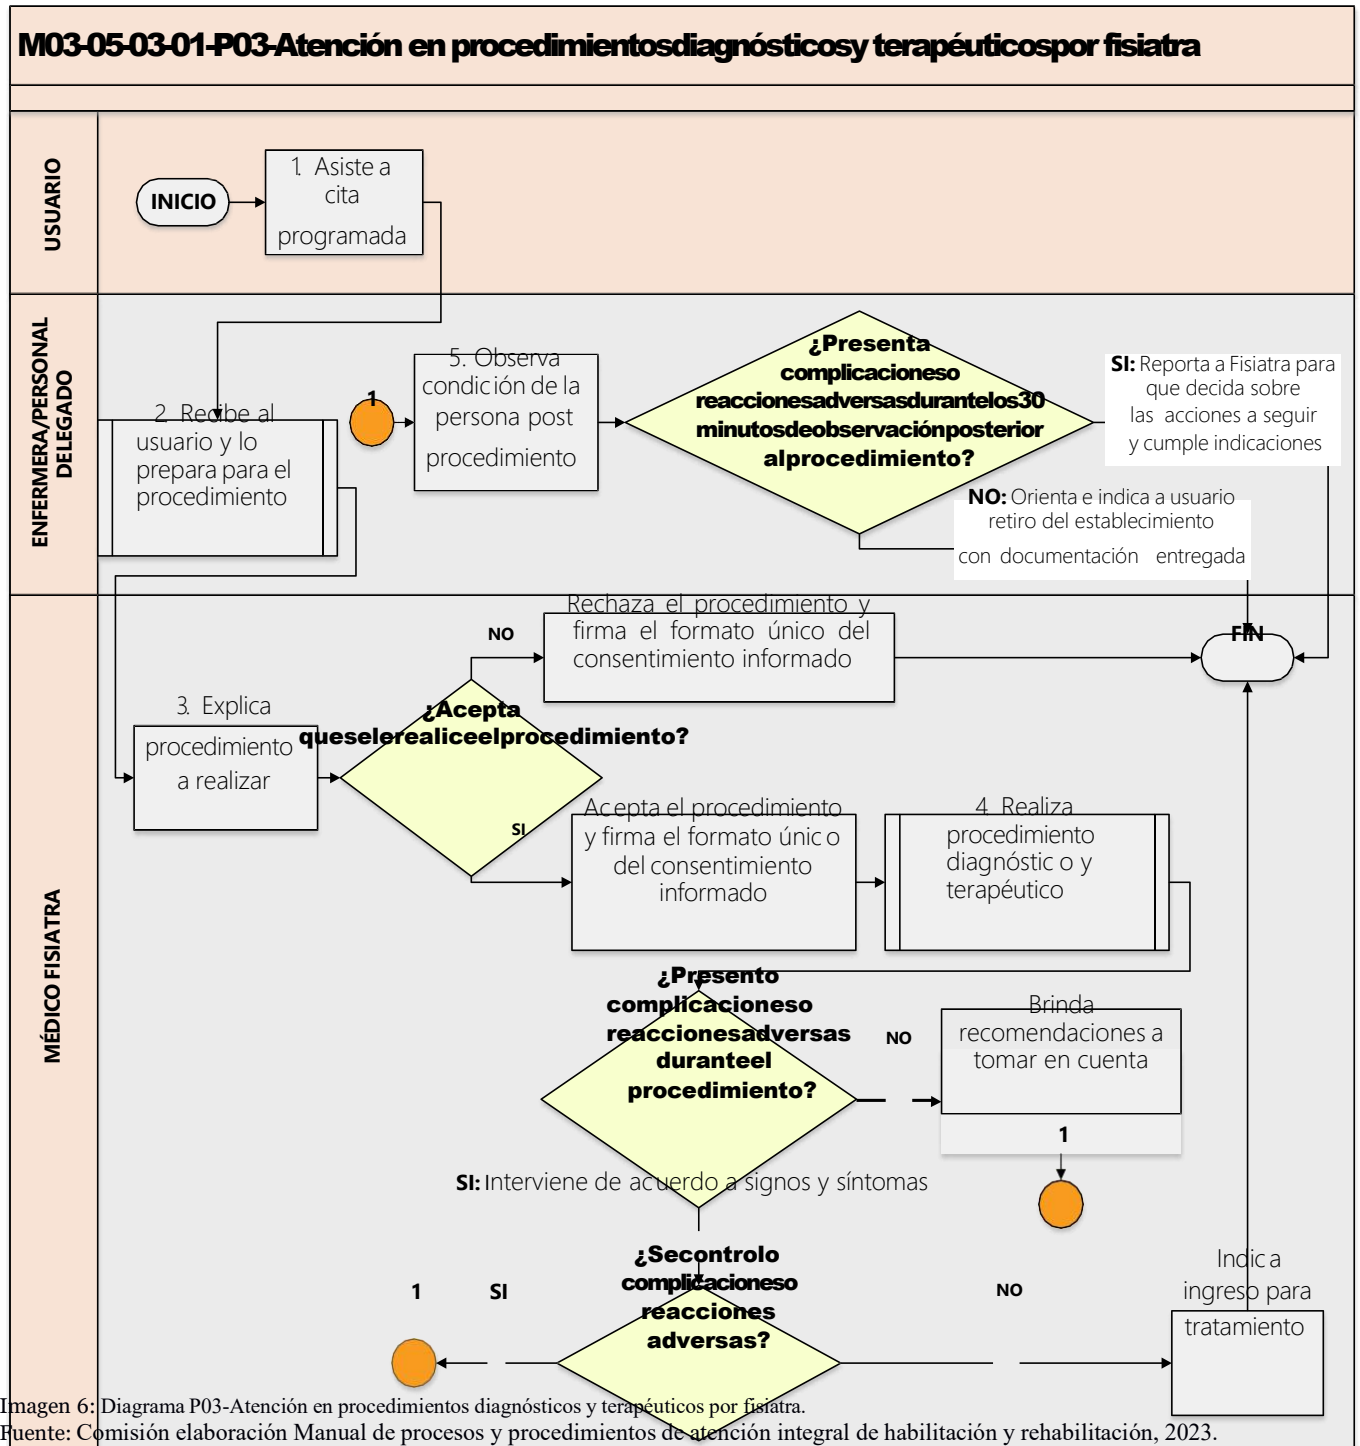 M03-05-03-01-P03-Atención en procedimientosdiagnósticosy terapéuticospor fisiatra
USUARIO
INICIO
1. Asiste a
cita
programada
ENFERMERA/PERSONAL
DELEGADO
2. Recibe al
usuario y lo
prepara para el
procedimiento
1
5. Observa
condición de la
persona post
procedimiento
¿Presenta
complicacioneso
reaccionesadversasdurantelos30
minutosdeobservaciónposterior
alprocedimiento?
SI: Reporta a Fisiatra para
que decida sobre
las acciones a seguir
y cumple indicaciones
NO: Orienta e indica a usuario
retiro del establecimiento
con documentación entregada
MÉDICO FISIATRA
3. Explica
procedimiento
a realizar
¿Acepta
queselerealiceelprocedimiento?
NO
Rechaza el procedimiento y
firma el formato único del
consentimiento informado
FIN
SI
Acepta el procedimiento
y firma el formato único
del consentimiento
informado
4. Realiza
procedimiento
diagnóstico y
terapéutico
¿Presento
complicacioneso
reaccionesadversas
duranteel
procedimiento?
NO
Brinda
recomendaciones a
tomar en cuenta
1
SI: Interviene de acuerdo a signos y síntomas
¿Secontrolo
complicacioneso
reacciones
adversas?
1
SI
NO
Indica
ingreso para
tratamiento
Imagen 6: Diagrama P03-Atención en procedimientos diagnósticos y terapéuticos por fisiatra.
Fuente: Comisión elaboración Manual de procesos y procedimientos de atención integral de habilitación y rehabilitación, 2023.